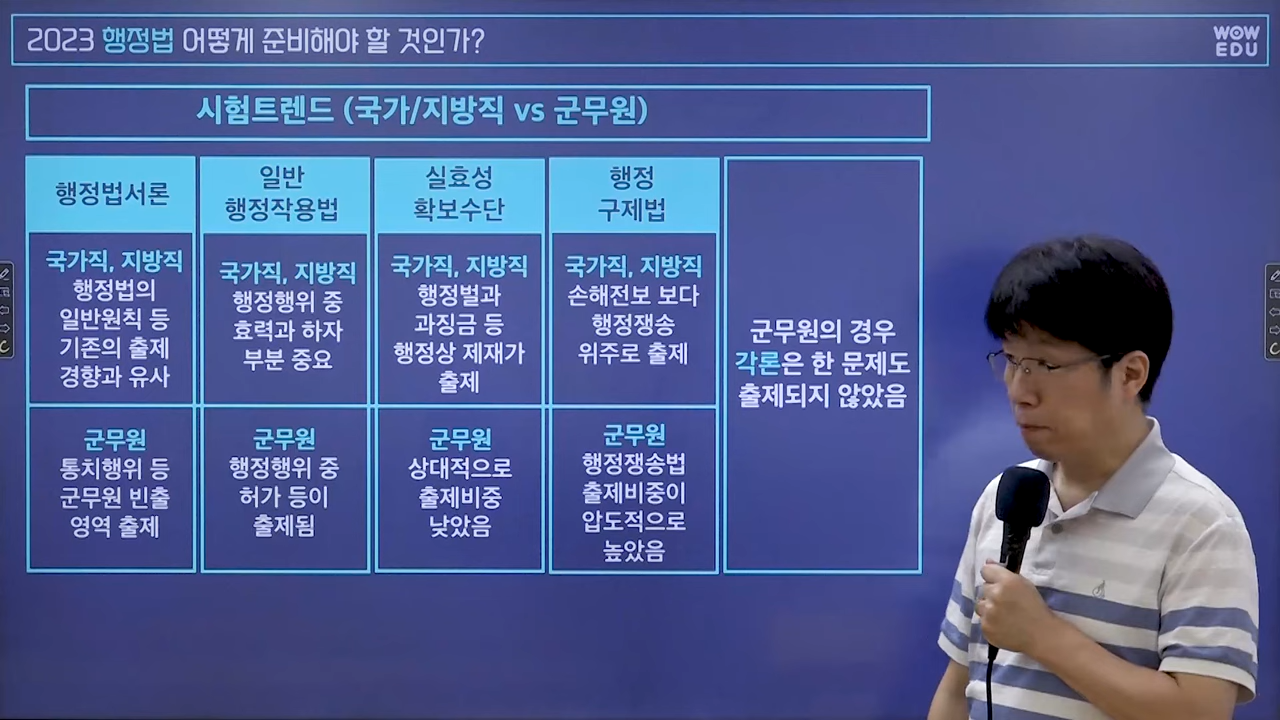 2023 행정법 어떻게 준비해야 할 것인가?
WOW
EDU
시험트렌드 (국가/지방직 vs 군무원)
행정법서론
일반
행정작용법
실효성
확보수단
행정
구제법
국가직, 지방직
행정법의
일반원칙 등
기존의 출제
경향과 유사
국가직, 지방직
행정행위 중
효력과 하자
부분 중요
국가직, 지방직
행정벌과
과징금 등
행정상 제재가
출제
국가직, 지방직
손해전보 보다
행정쟁송
위주로 출제
군무원의 경우
각론은 한 문제도
출제되지 않았음
군무원
통치행위 등
군무원 빈출
영역 출제
군무원
행정행위 중
허가 등이
출제됨
군무원
상대적으로
출제비중
낮았음
군무원
행정쟁송법
출제비중이
압도적으로
높았음